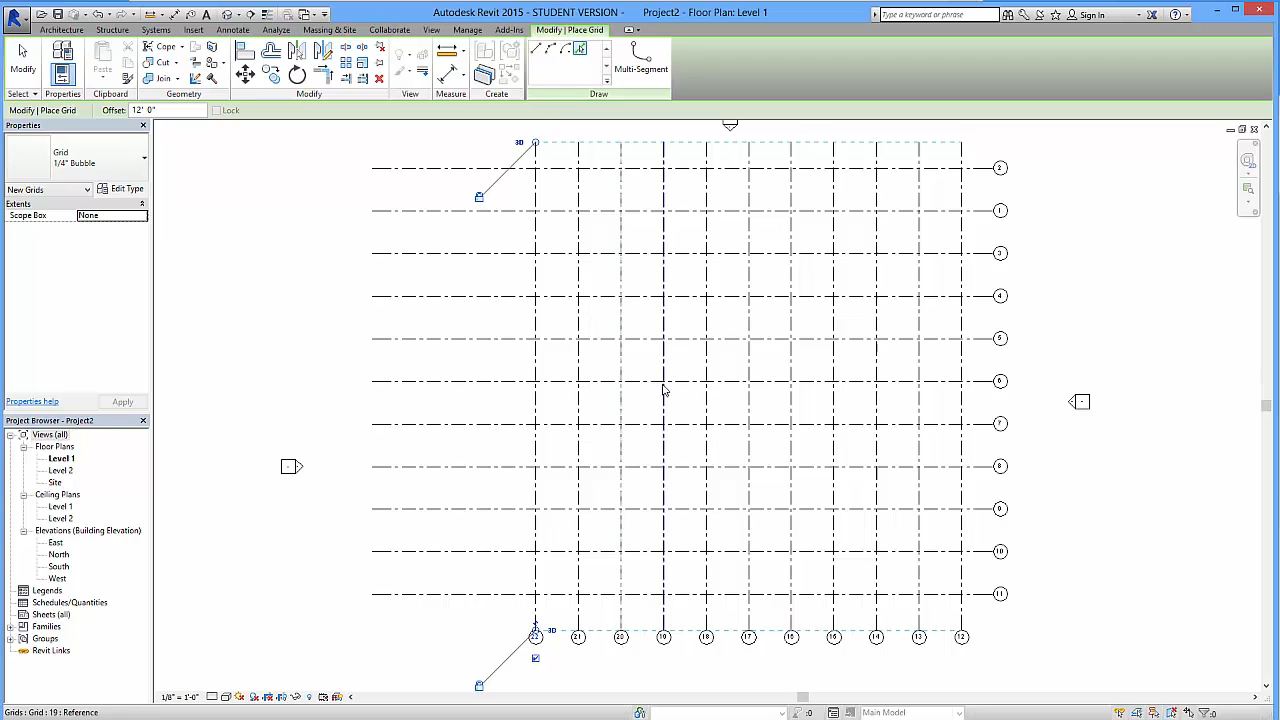 Autodesk Revit 2015 - STUDENT VERSION - Project2 - Floor Plan: Level 1
Type a keyword or phrase
Sign In
Architecture Structure Systems Insert Annotate Analyze Massing & Site Collaborate View Manage Add-Ins Modify | Place Grid
Modify Paste Cope Cut Join Multi-Segment
Select Properties Clipboard Geometry Modify View Measure Create Draw
Modify | Place Grid Offset: 12' 0" Lock
Properties
Grid
1/4" Bubble
New Grids Edit Type
Extents
Scope Box None
Properties help Apply
Project Browser - Project2
Views (all)
Floor Plans
Level 1
Level 2
Site
Ceiling Plans
Level 1
Level 2
Elevations (Building Elevation)
East
North
South
West
Legends
Schedules/Quantities
Sheets (all)
Families
Groups
Revit Links
3D
2
1
3
4
5
6
7
8
9
10
11
3D
22 21 20 19 18 17 16 15 14 13 12
1/8" = 1'-0"
Grids : Grid : 19 : Reference
:0
Main Model
:0